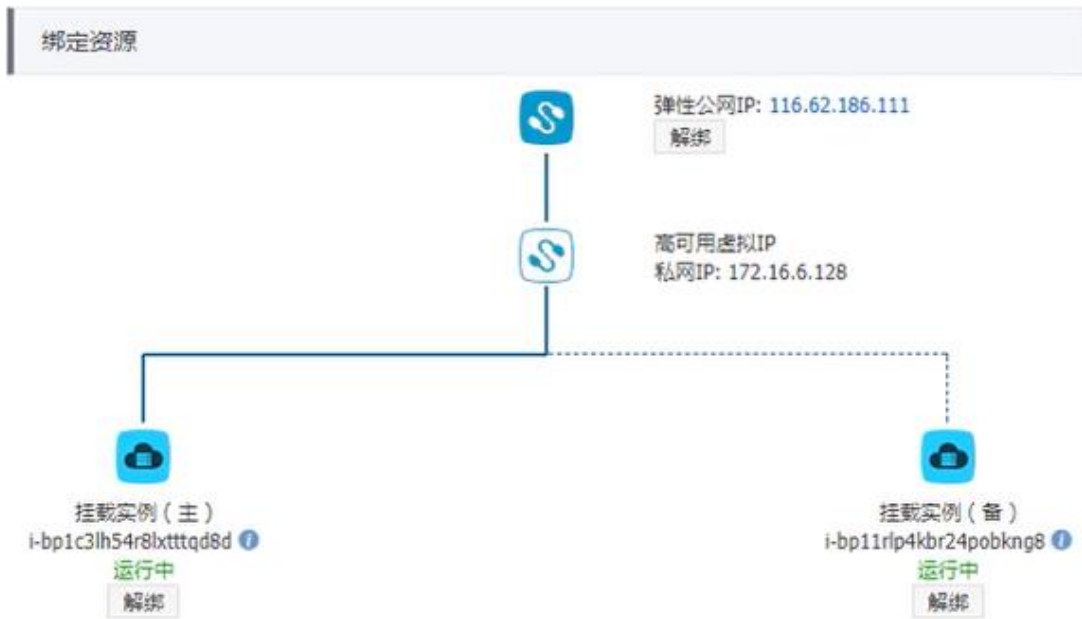 绑定资源
弹性公网IP: 116.62.186.111
解绑
高可用虚拟IP
私网IP: 172.16.6.128
挂载实例（主）
i-bp1c3lh54r8lxtttqd8d
运行中
解绑
挂载实例（备）
i-bp11rlp4kbr24pobkng8
运行中
解绑